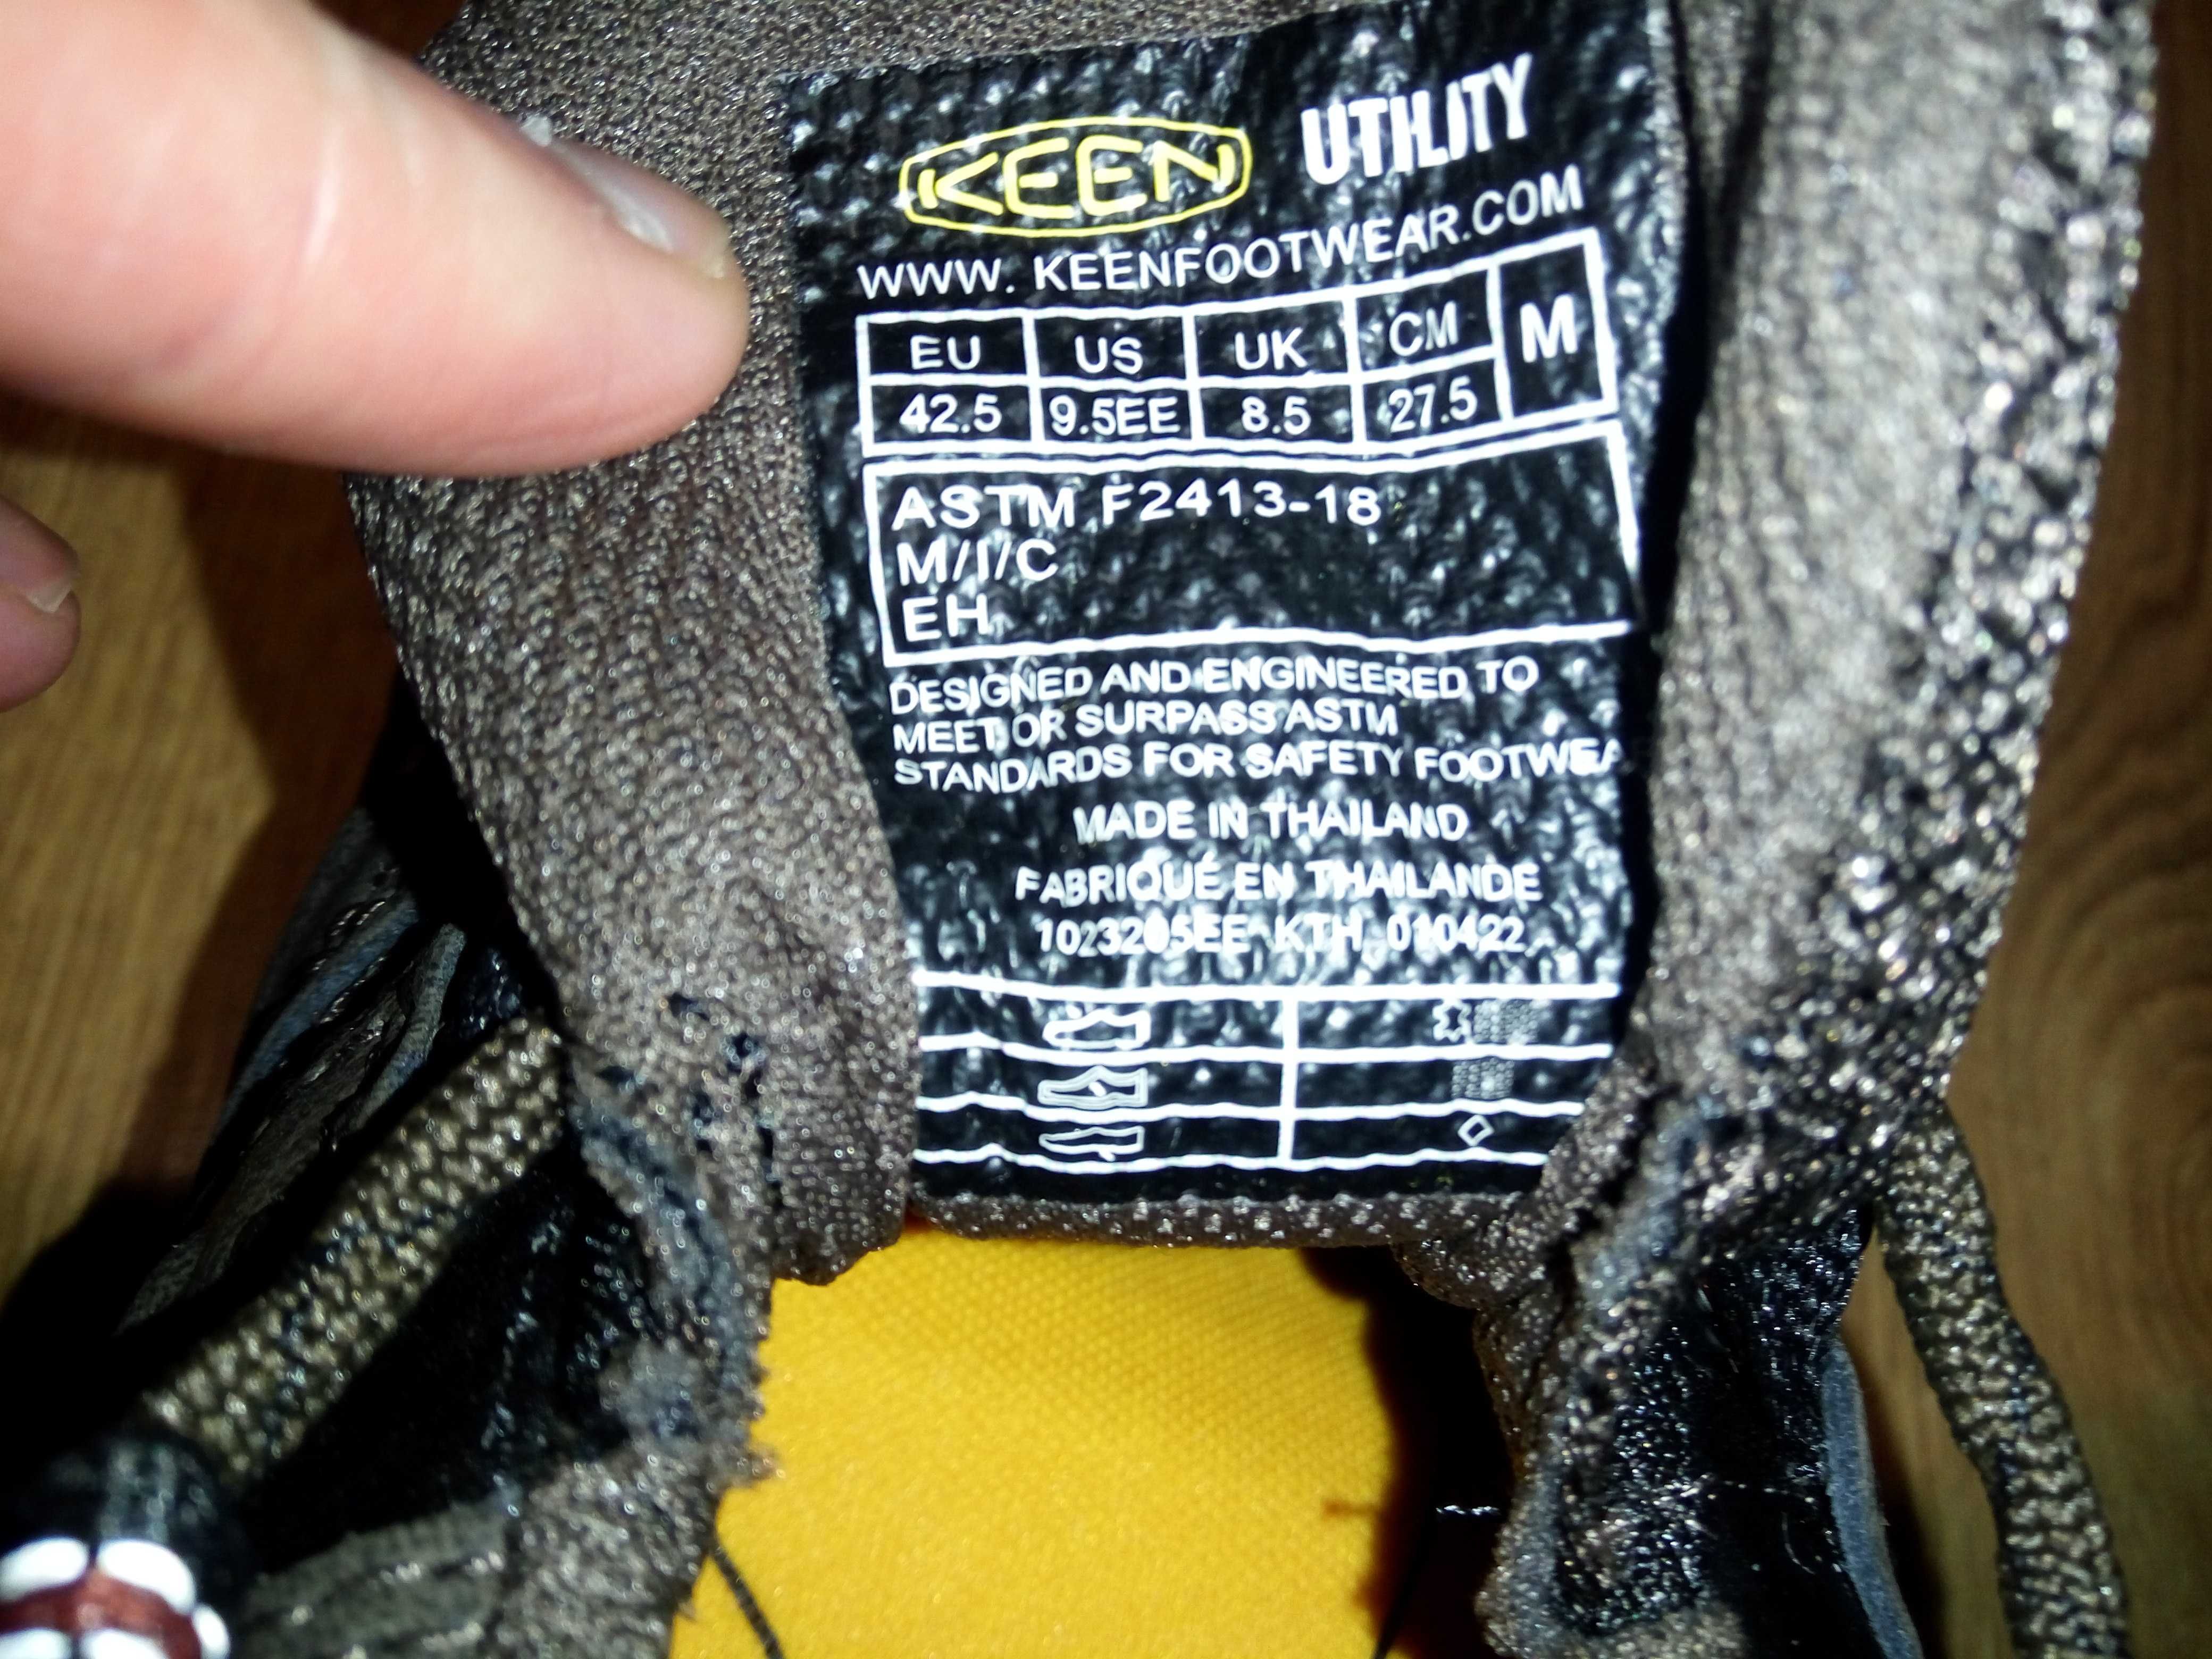 KEEN UTILITY
WWW. KEENFOOTWEAR.COM
EU US UK CM M
42.5 9.5EE 8.5 27.5
ASTM F2413-18
M/I/C
EH
DESIGNED AND ENGINEERED TO
MEET OR SURPASS ASTM
STANDARDS FOR SAFETY FOOTWEA
MADE IN THAILAND
FABRIQUÉ EN THAILANDE
1023205EE KTH 010422